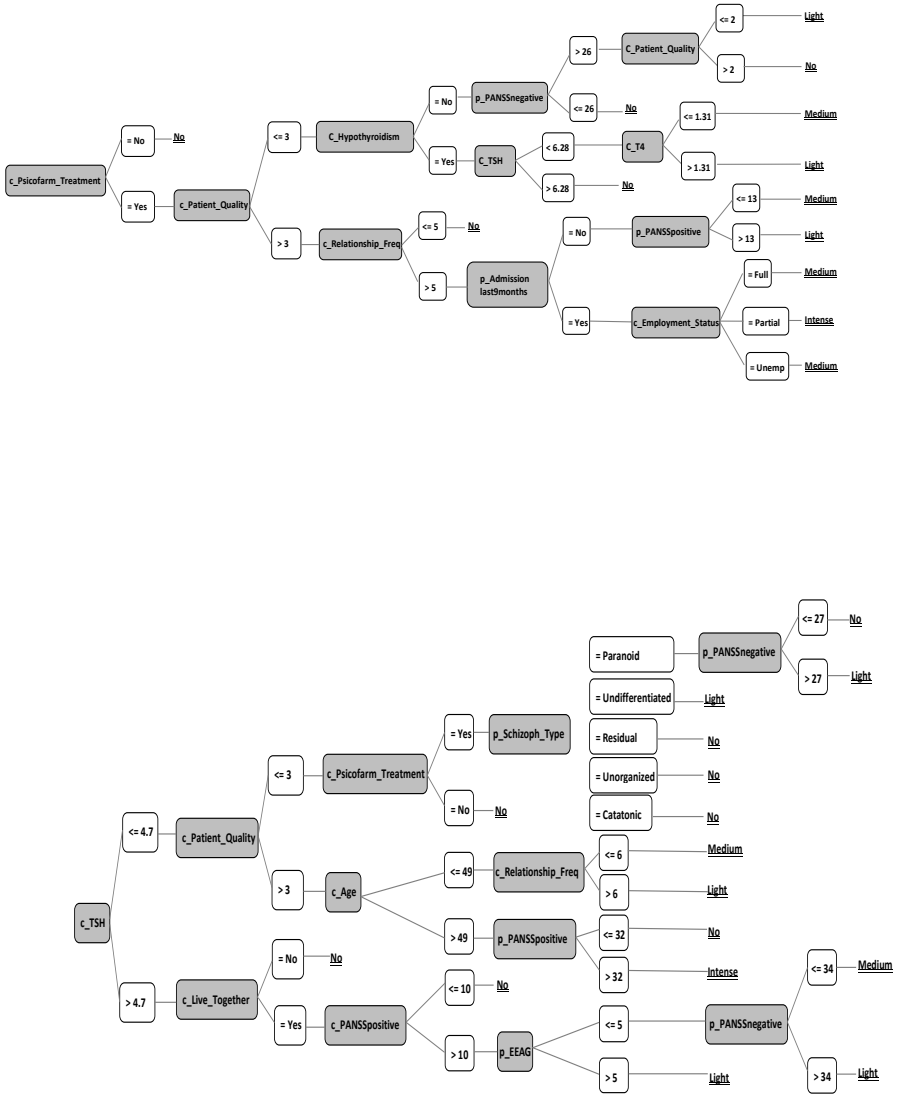 <= 2
Light
> 26
C_Patient_Quality
> 2
No
= No
p_PANSSnegative
<= 26
No
<= 1.31
Medium
= No
No
<= 3
C_Hypothyroidism
< 6.28
C_T4
= Yes
C_TSH
> 1.31
Light
c_Psicofarm_Treatment
> 6.28
No
= Yes
c_Patient_Quality
<= 13
Medium
<= 5
No
= No
p_PANSSpositive
> 13
Light
> 3
c_Relationship_Freq
= Full
Medium
> 5
p_Admission
last9months
= Yes
c_Employment_Status
= Partial
Intense
= Unemp
Medium
<= 27
No
= Paranoid
p_PANSSnegative
> 27
Light
= Undifferentiated
Light
= Yes
p_Schizoph_Type
= Residual
No
<= 3
c_Psicofarm_Treatment
= Unorganized
No
= No
No
= Catatonic
No
<= 4.7
c_Patient_Quality
<= 6
Medium
<= 49
c_Relationship_Freq
> 3
c_Age
> 6
Light
c_TSH
<= 32
No
> 49
p_PANSSpositive
= No
No
> 32
Intense
<= 34
Medium
<= 10
No
> 4.7
c_Live_Together
= Yes
c_PANSSpositive
<= 5
p_PANSSnegative
> 10
p_EEAG
> 5
Light
> 34
Light